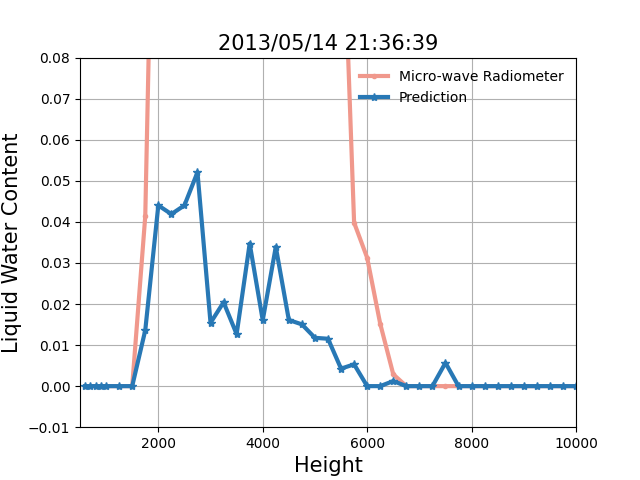 2013/05/14 21:36:39
0.08
0.07
0.06
0.05
0.04
0.03
0.02
0.01
0.00
−0.01
Liquid Water Content
Micro-wave Radiometer
Prediction
2000 4000 6000 8000 10000
Height